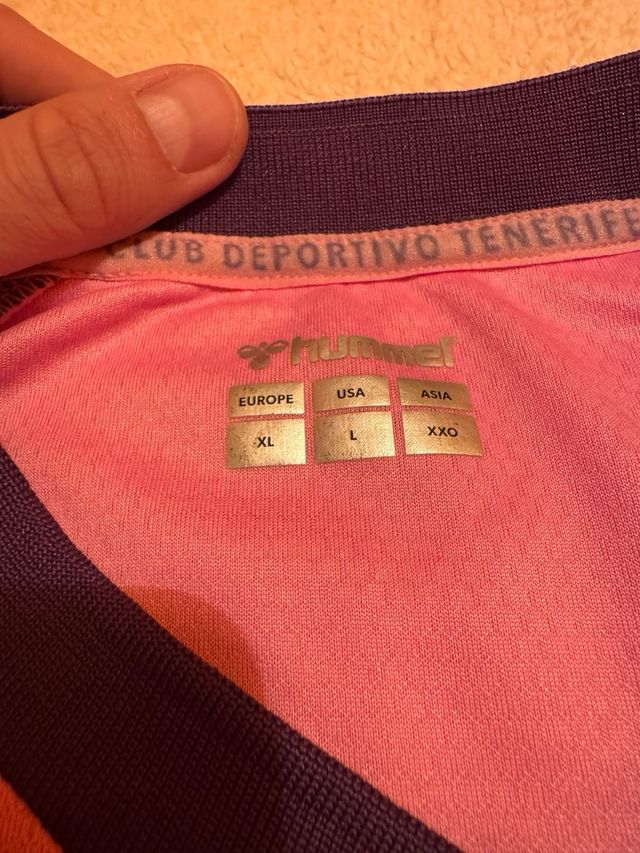 CLUB DEPORTIVO TENERIFE
hummel
EUROPE USA ASIA
XL L XXO